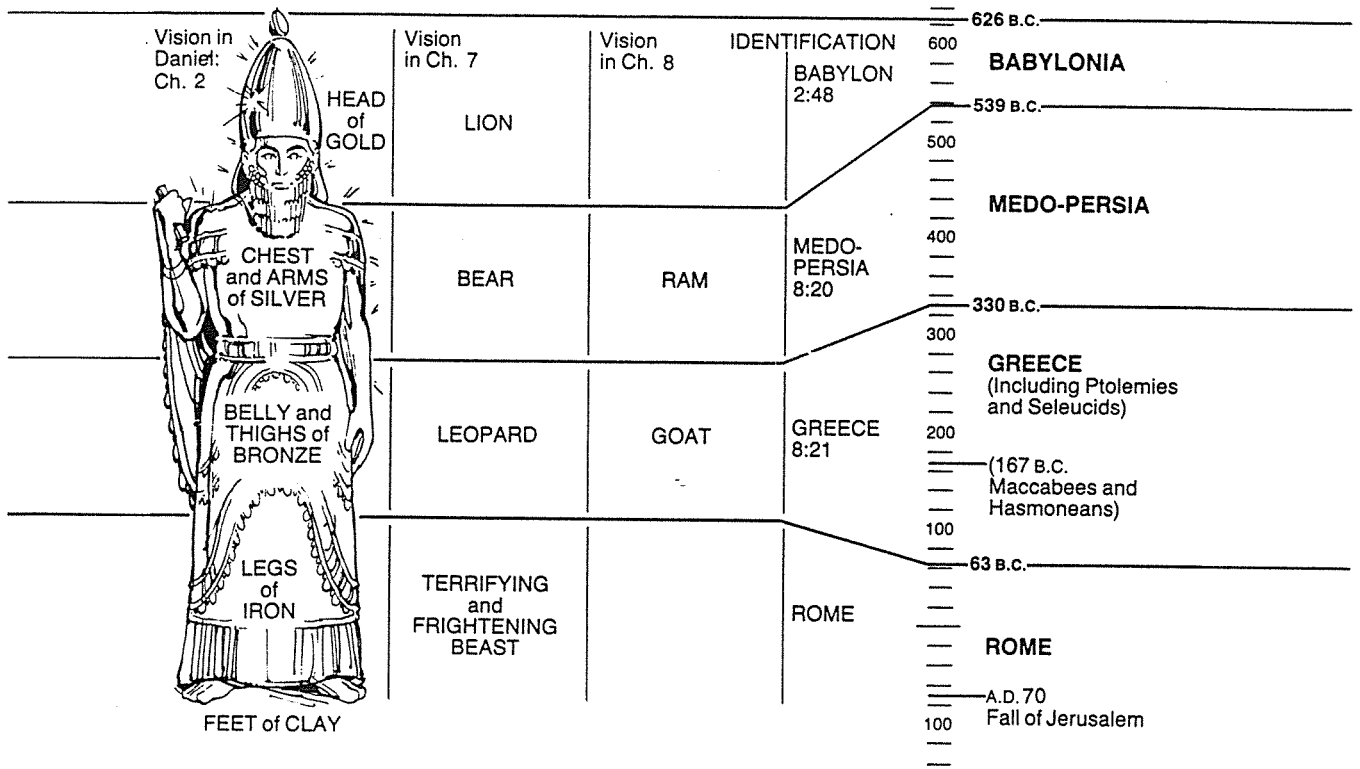 Vision in
Daniel:
Ch. 2
HEAD
of
GOLD
CHEST
and ARMS
of SILVER
BELLY and
THIGHS of
BRONZE
LEGS
of
IRON
FEET of CLAY
Vision
in Ch. 7
LION
BEAR
LEOPARD
TERRIFYING
and
FRIGHTENING
BEAST
Vision
in Ch. 8
RAM
GOAT
IDENTIFICATION
BABYLON
2:48
MEDO-
PERSIA
8:20
GREECE
8:21
ROME
626 B.C.
600
BABYLONIA
539 B.C.
500
MEDO-PERSIA
400
330 B.C.
300
GREECE
(Including Ptolemies
and Seleucids)
200
(167 B.C.
Maccabees and
Hasmoneans)
100
63 B.C.
ROME
A.D. 70
Fall of Jerusalem
100